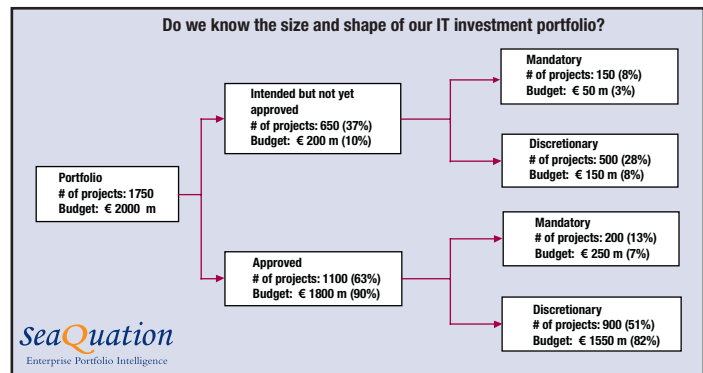 Do we know the size and shape of our IT investment portfolio?
Portfolio
# of projects: 1750
Budget: € 2000 m
Intended but not yet
approved
# of projects: 650 (37%)
Budget: € 200 m (10%)
Approved
# of projects: 1100 (63%)
Budget: € 1800 m (90%)
Mandatory
# of projects: 150 (8%)
Budget: € 50 m (3%)
Discretionary
# of projects: 500 (28%)
Budget: € 150 m (8%)
Mandatory
# of projects: 200 (13%)
Budget: € 250 m (7%)
Discretionary
# of projects: 900 (51%)
Budget: € 1550 m (82%)
SeaQuation
Enterprise Portfolio Intelligence